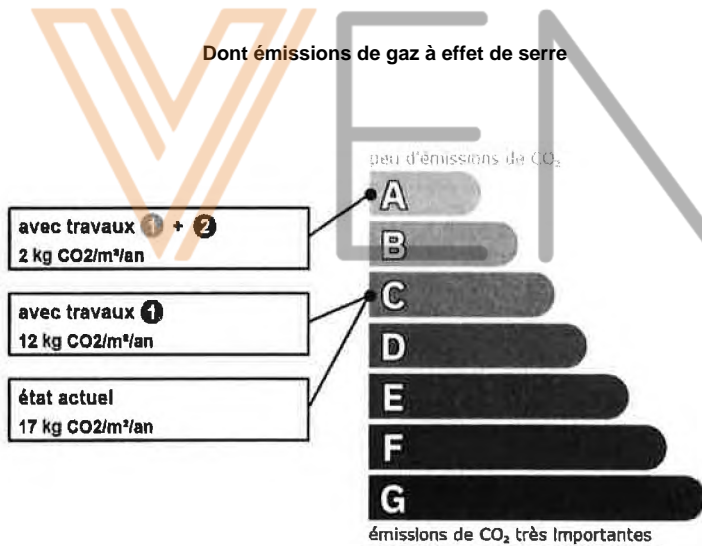 Dont émissions de gaz à effet de serre
peu d'émissions de CO₂
A
avec travaux 1 + 2
2 kg CO2/m²/an
B
avec travaux 1
12 kg CO2/m²/an
C
D
état actuel
17 kg CO2/m²/an
E
F
G
émissions de CO₂ très importantes
VEN